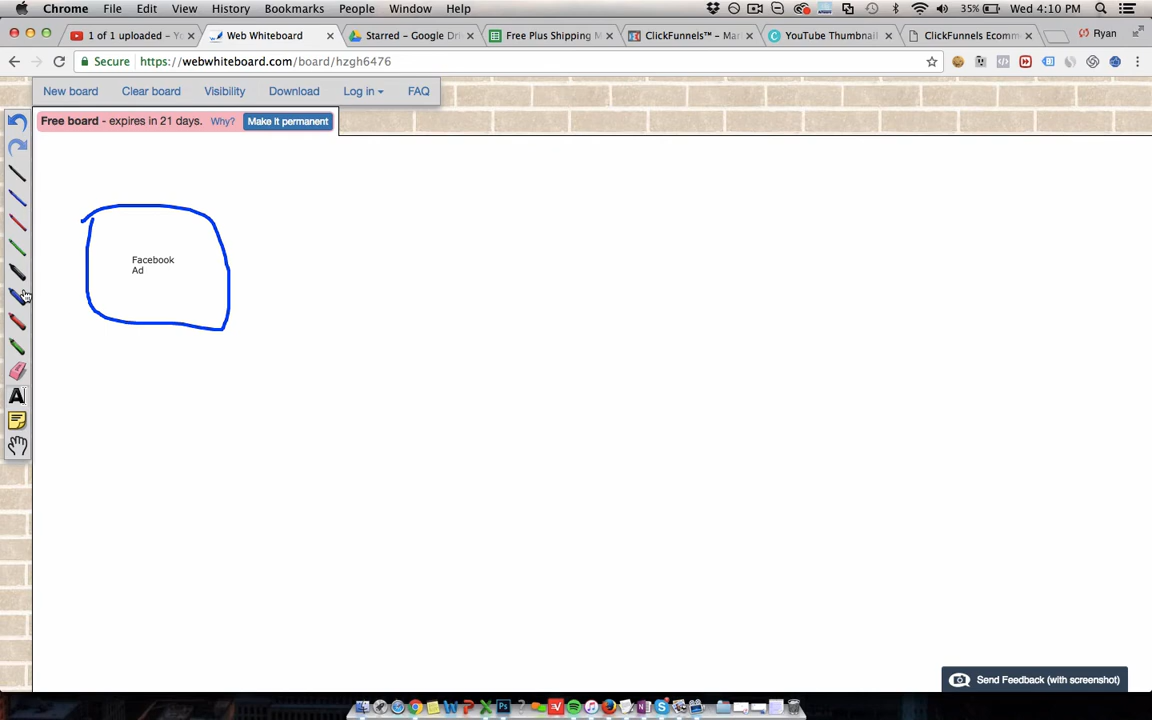 Chrome File Edit View History Bookmarks People Window Help 35% Wed 4:10 PM
1 of 1 uploaded - Y Web Whiteboard Starred - Google Dri Free Plus Shipping M ClickFunnels™ - Mar YouTube Thumbnail ClickFunnels Ecomm Ryan
Secure https://webwhiteboard.com/board/hzgh6476
New board Clear board Visibility Download Log in FAQ
Free board - expires in 21 days. Why? Make it permanent
Facebook
Ad
A
Send Feedback (with screenshot)